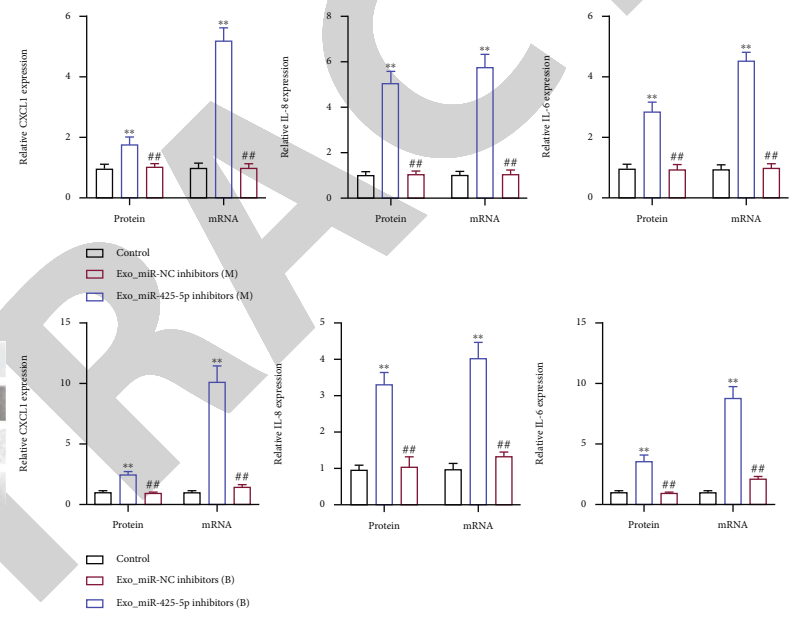 Relative CXCL1 expression
8
6
4
2
0
**
##
**
##
Protein
mRNA
Relative IL-8 expression
8
6
4
2
0
**
##
**
##
Protein
mRNA
Relative IL-6 expression
6
4
2
0
**
##
**
##
Protein
mRNA
Control
Exo_miR-NC inhibitors (M)
Exo_miR-425-5p inhibitors (M)
Relative CXCL1 expression
15
10
5
0
**
##
**
##
Protein
mRNA
Relative IL-8 expression
5
4
3
2
1
0
**
##
**
##
Protein
mRNA
Relative IL-6 expression
15
10
5
0
**
##
**
##
Protein
mRNA
Control
Exo_miR-NC inhibitors (B)
Exo_miR-425-5p inhibitors (B)